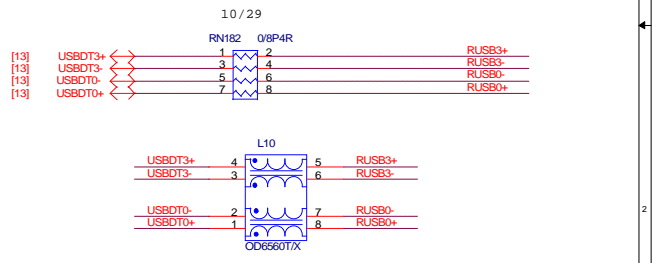 10/29
RN182 0/8P4R
[13] USBDT3+ 1 2 RUSB3+
[13] USBDT3- 3 4 RUSB3-
[13] USBDT0- 5 6 RUSB0-
[13] USBDT0+ 7 8 RUSB0+
L10
USBDT3+ 4 5 RUSB3+
USBDT3- 3 6 RUSB3-
USBDT0- 2 7 RUSB0-
USBDT0+ 1 8 RUSB0+
OD6560T/X
2